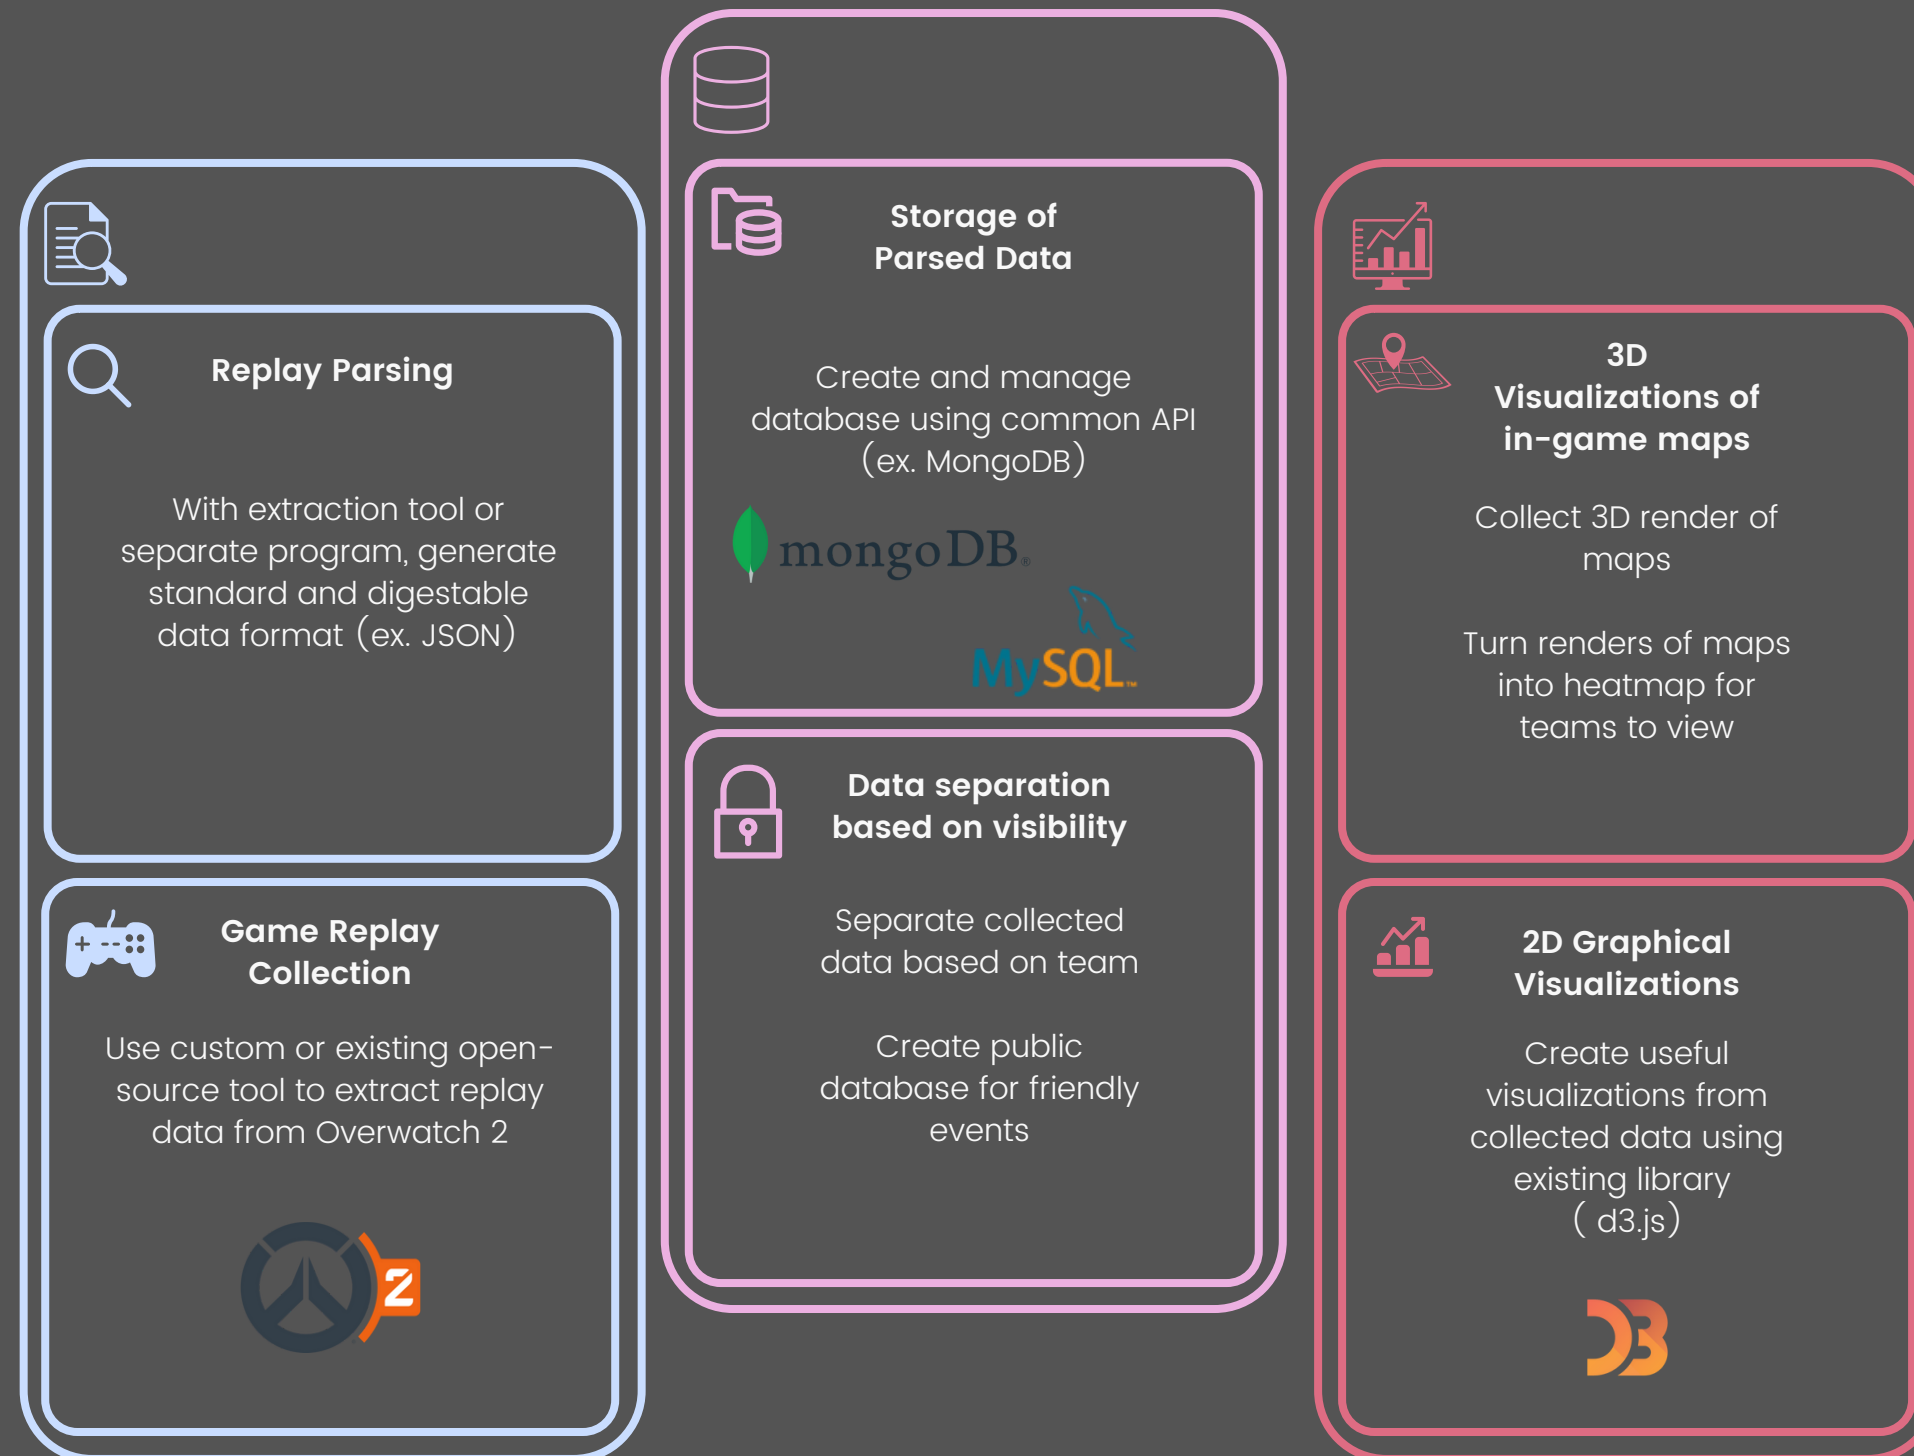 Replay Parsing
With extraction tool or
separate program, generate
standard and digestable
data format (ex. JSON)
Game Replay
Collection
Use custom or existing open-
source tool to extract replay
data from Overwatch 2
2
Storage of
Parsed Data
Create and manage
database using common API
(ex. MongoDB)
mongoDB®
MySQL™
Data separation
based on visibility
Separate collected
data based on team
Create public
database for friendly
events
3D
Visualizations of
in-game maps
Collect 3D render of
maps
Turn renders of maps
into heatmap for
teams to view
2D Graphical
Visualizations
Create useful
visualizations from
collected data using
existing library
( d3.js)
D3